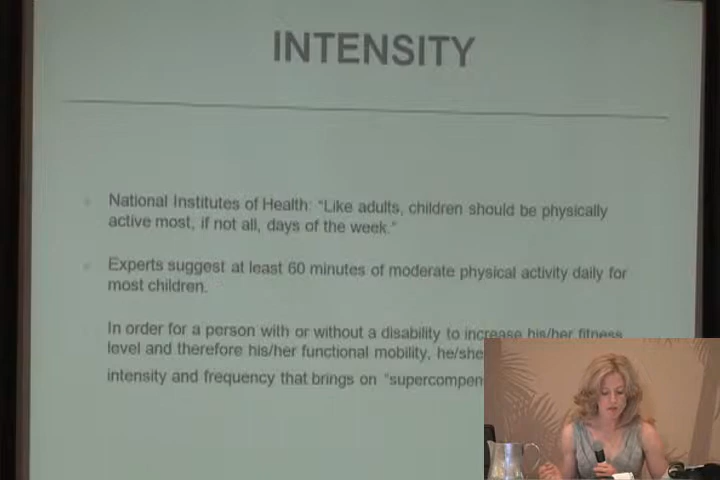 INTENSITY
National Institutes of Health: "Like adults, children should be physically
active most, if not all, days of the week."
Experts suggest at least 60 minutes of moderate physical activity daily for
most children.
In order for a person with or without a disability to increase his/her fitness
level and therefore his/her functional mobility, he/she
intensity and frequency that brings on "supercompen